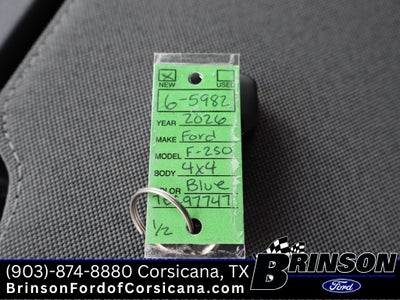 NEW USED
6-5982
YEAR 2026
MAKE Ford
MODEL F-250
BODY 4x4
COLOR Blue
97747
1/2
(903)-874-8880 Corsicana, TX
BrinsonFordofCorsicana.com
BRINSON
Ford